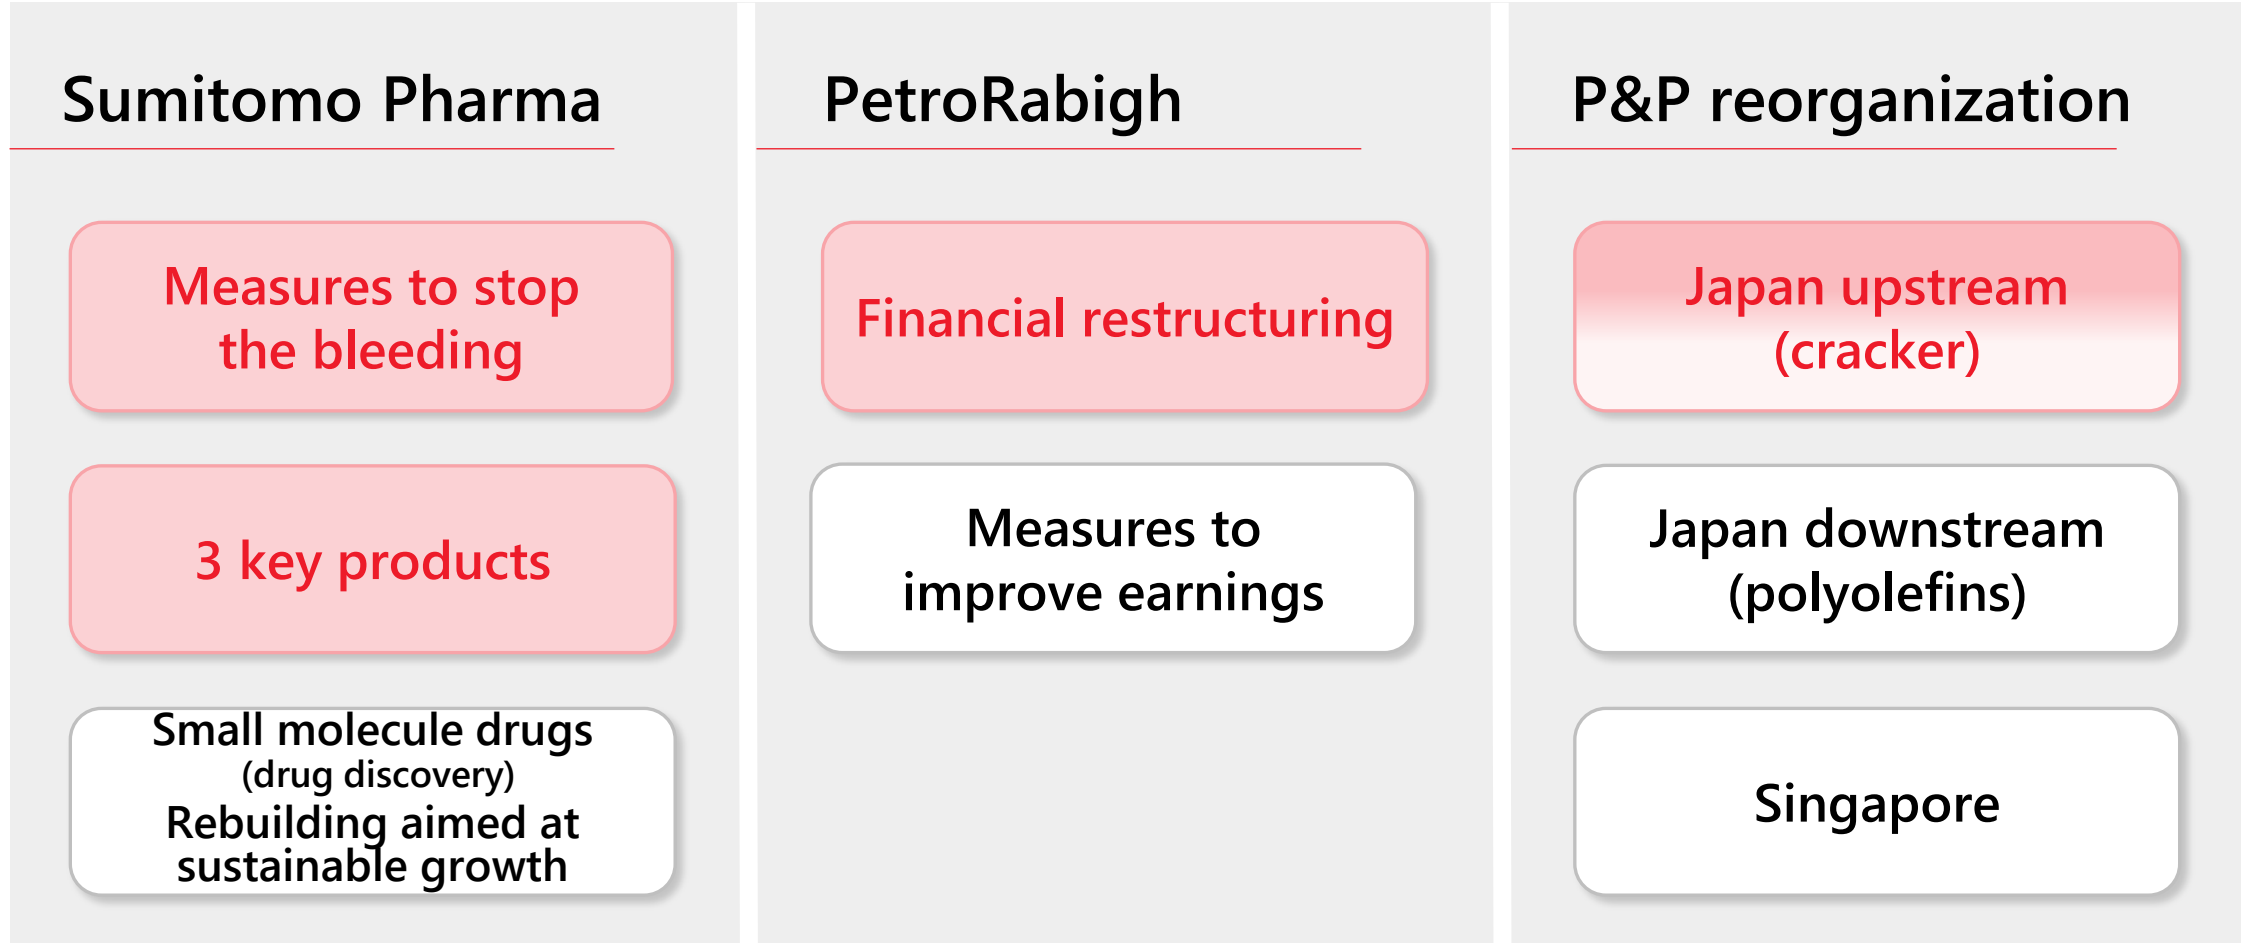 Sumitomo Pharma
Measures to stop
the bleeding
3 key products
Small molecule drugs
(drug discovery)
Rebuilding aimed at
sustainable growth
PetroRabigh
Financial restructuring
Measures to
improve earnings
P&P reorganization
Japan upstream
(cracker)
Japan downstream
(polyolefins)
Singapore